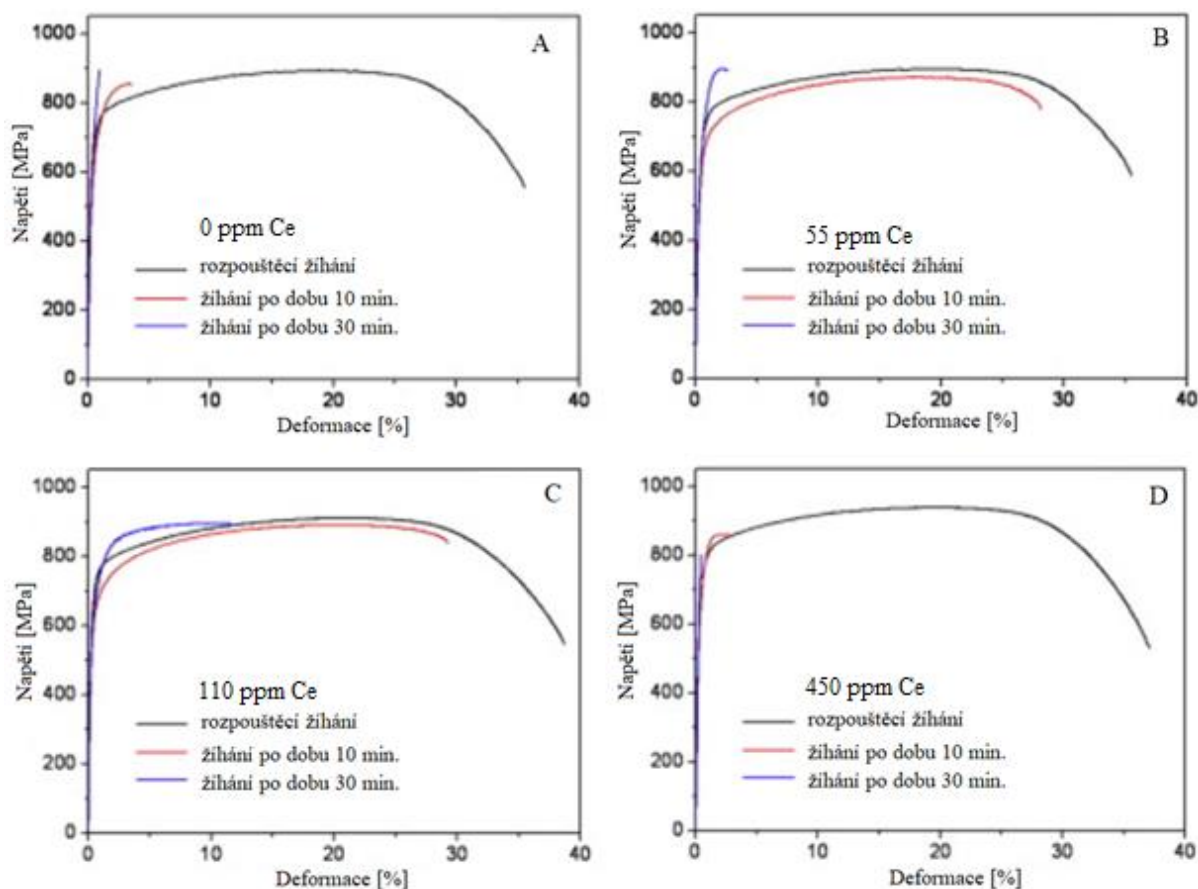 A
1000
800
600
400
200
0
Napětí [MPa]
0 ppm Ce
rozpouštěcí žíhání
žíhání po dobu 10 min.
žíhání po dobu 30 min.
0 10 20 30 40
Deformace [%]
B
1000
800
600
400
200
0
Napětí [MPa]
55 ppm Ce
rozpouštěcí žíhání
žíhání po dobu 10 min.
žíhání po dobu 30 min.
0 10 20 30 40
Deformace [%]
C
1000
800
600
400
200
0
Napětí [MPa]
110 ppm Ce
rozpouštěcí žíhání
žíhání po dobu 10 min.
žíhání po dobu 30 min.
0 10 20 30 40
Deformace [%]
D
1000
800
600
400
200
0
Napětí [MPa]
450 ppm Ce
rozpouštěcí žíhání
žíhání po dobu 10 min.
žíhání po dobu 30 min.
0 10 20 30 40
Deformace [%]